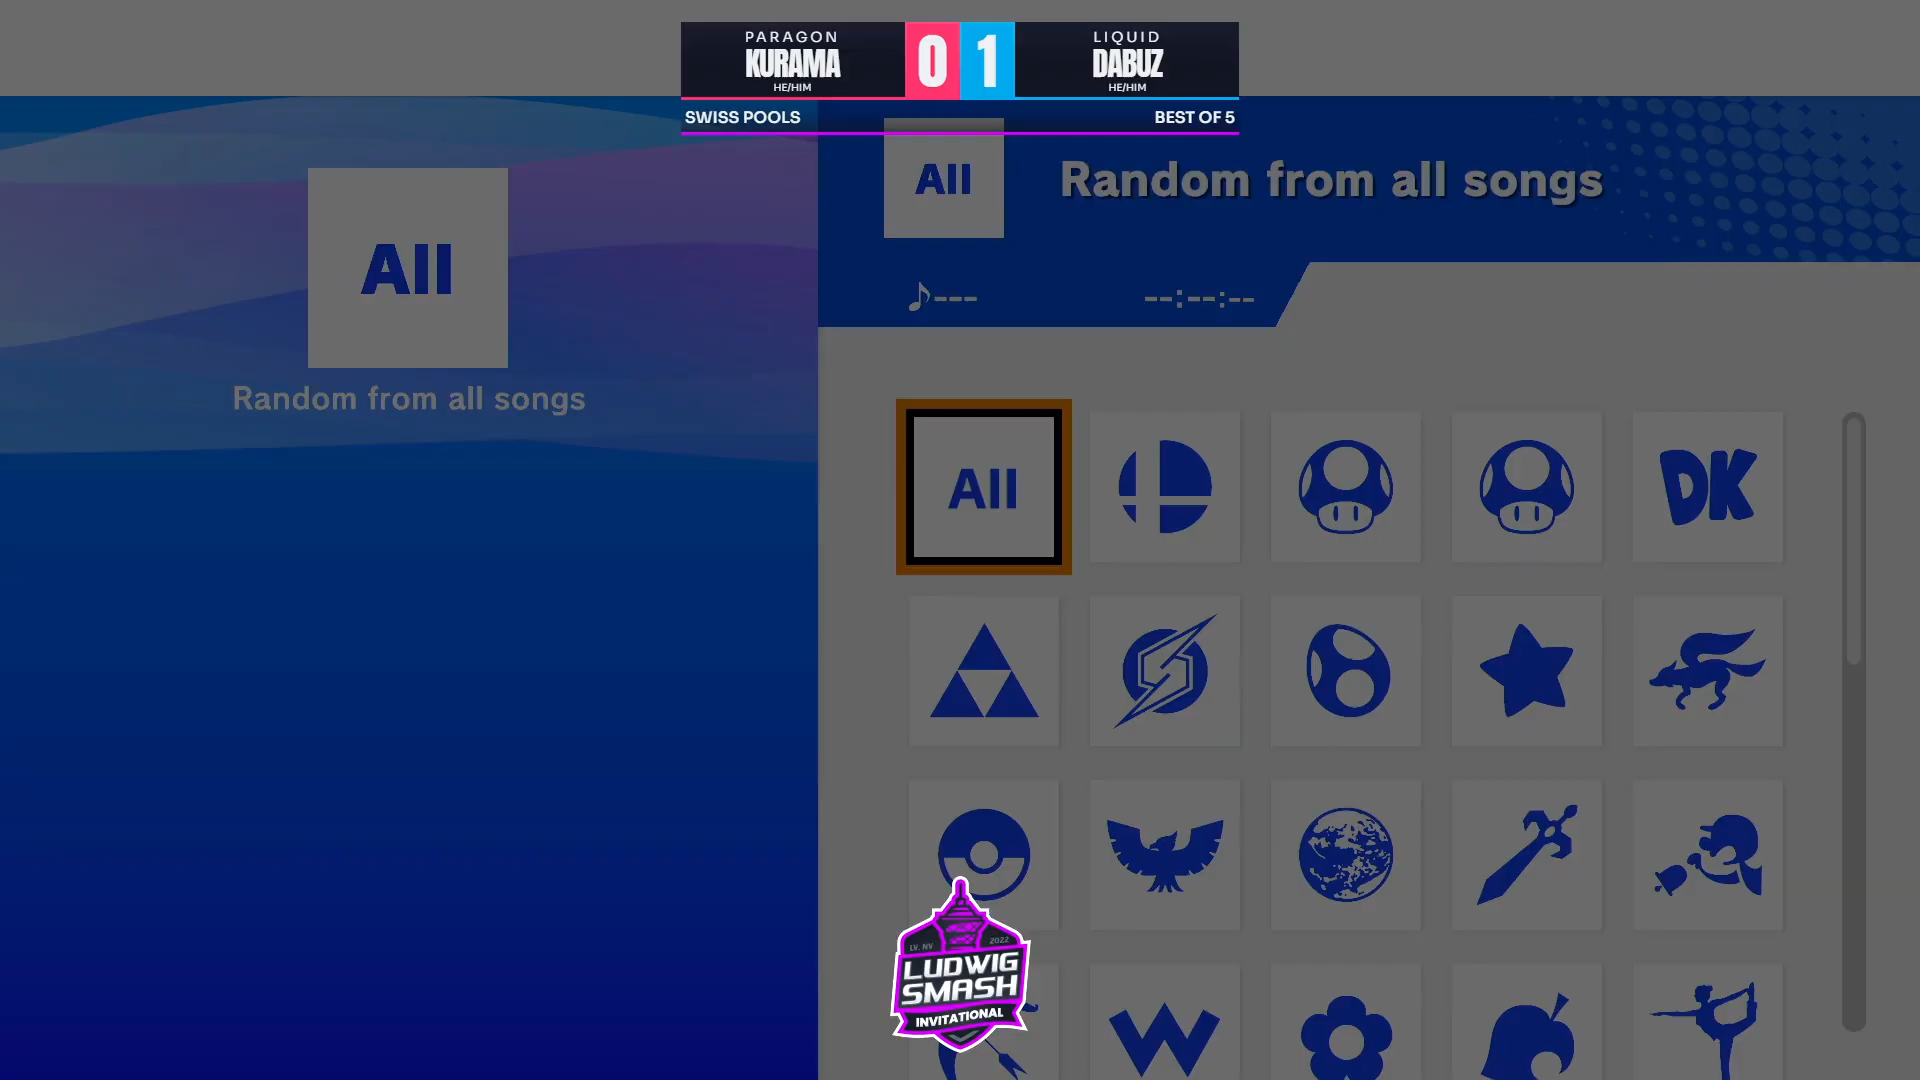 PARAGON
KURAMA
HE/HIM
0 1
LIQUID
DABUZ
HE/HIM
SWISS POOLS
BEST OF 5
All
Random from all songs
All
Random from all songs
♪---
--:--:--
All
DK
LV. NV
2022
LUDWIG
SMASH
INVITATIONAL